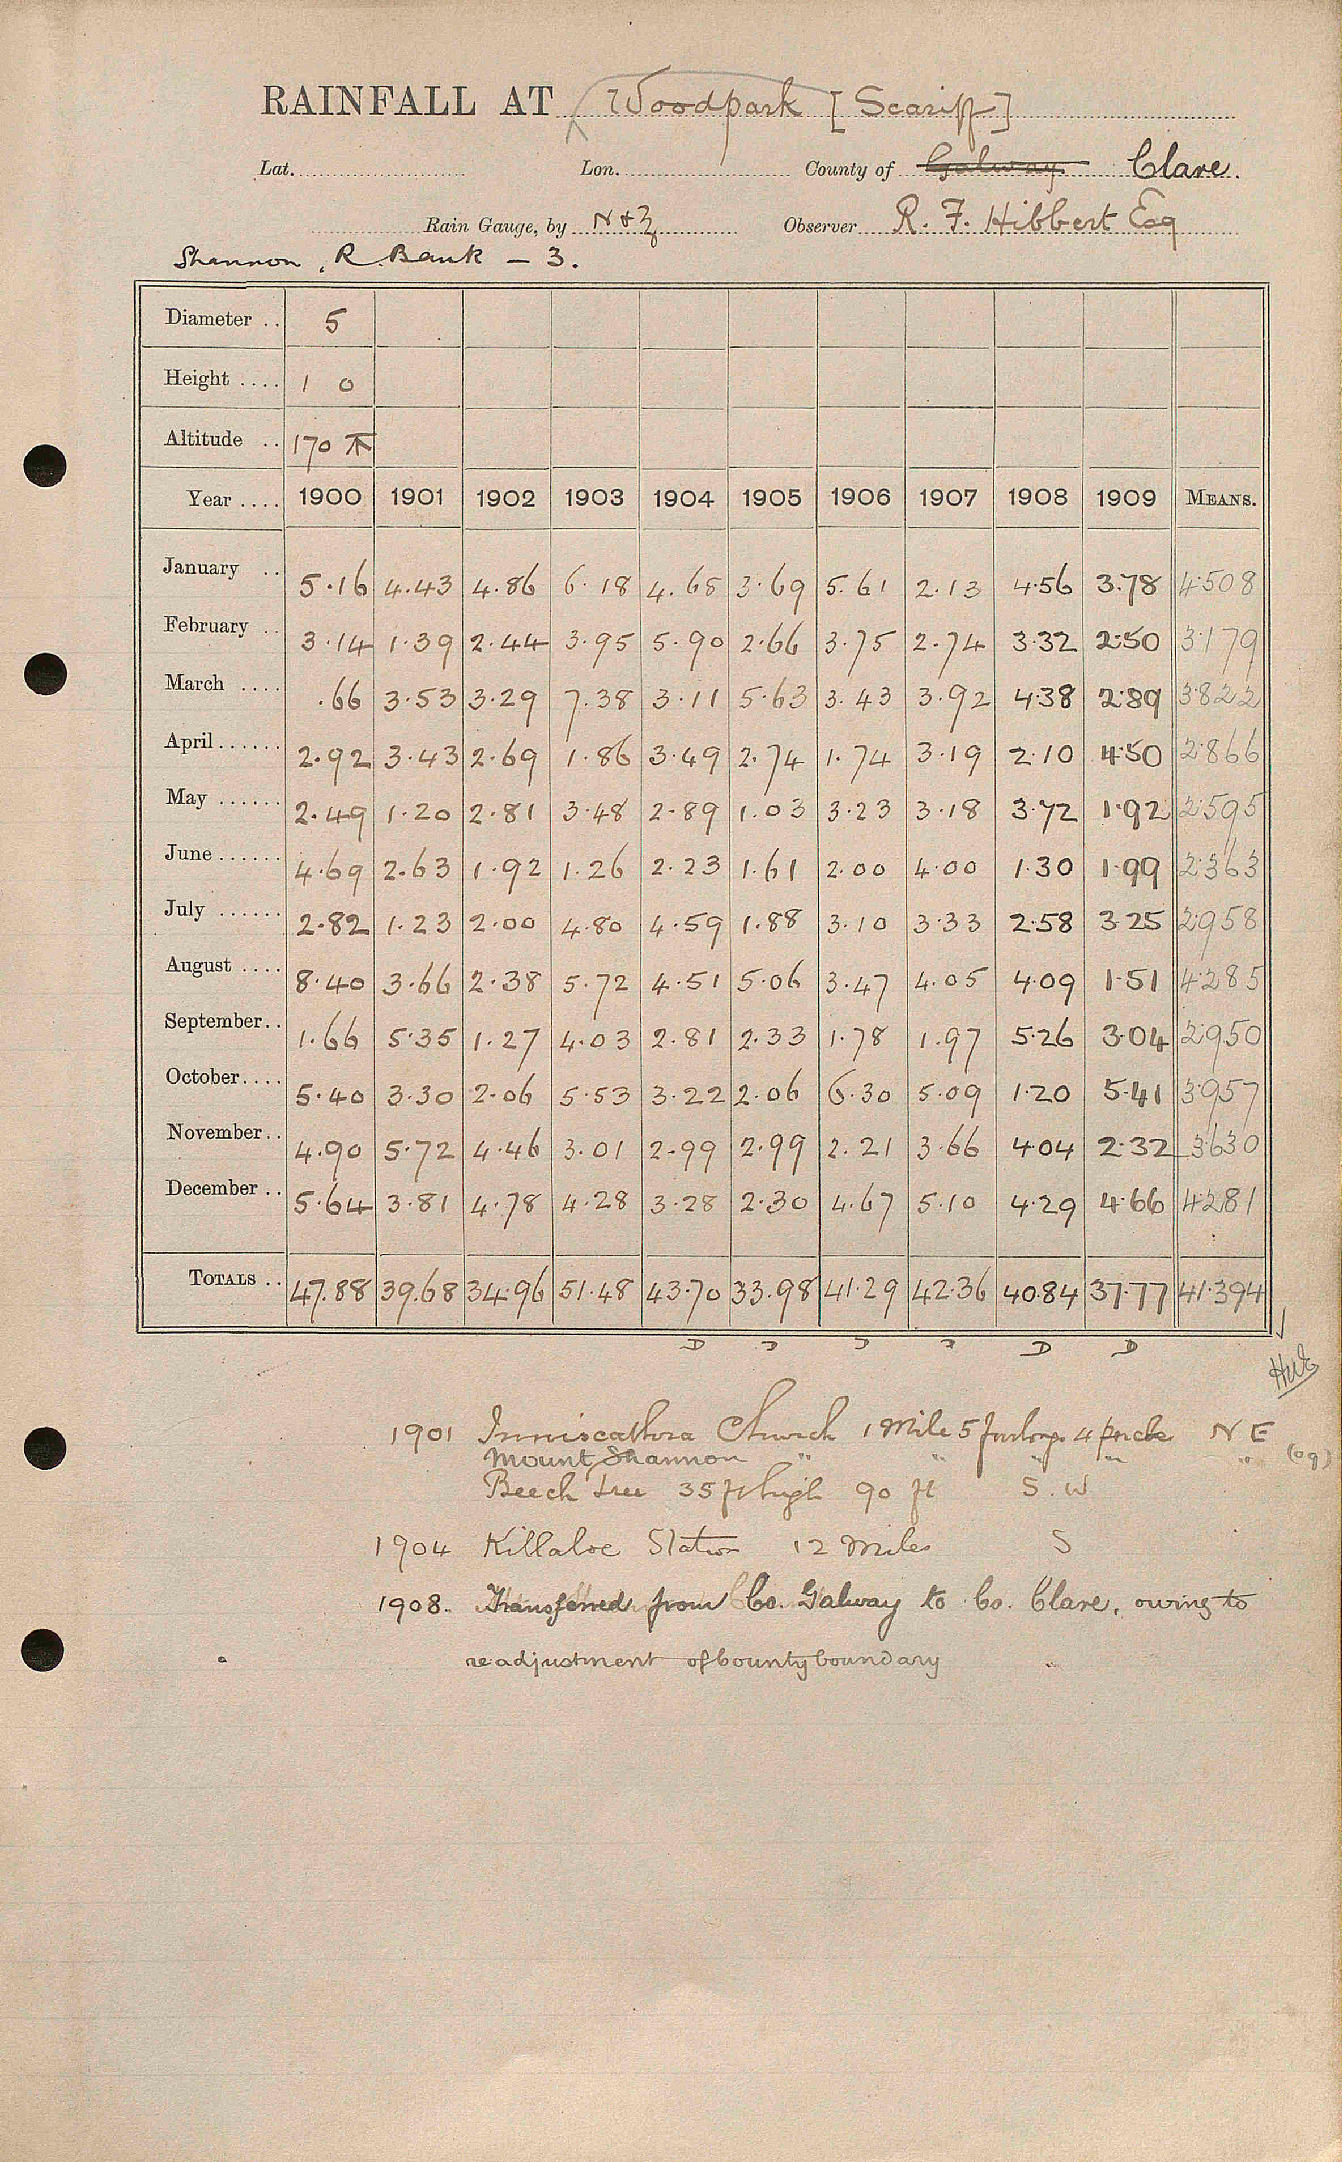 RAINFALL AT Woodpark [Scariff]
Lat. Lon. County of Galway Clare.
Rain Gauge, by N & Z Observer R. F. Hibbert Esq
Shannon, R. Bank – 3.
Diameter .. 5
Height .... 1 0
Altitude .. 170
Year .... 1900 1901 1902 1903 1904 1905 1906 1907 1908 1909 MEANS.
January .. 5.16 4.43 4.86 6.18 4.65 3.69 5.61 2.13 4.56 3.78 4.508
February .. 3.14 1.39 2.44 3.95 5.90 2.66 3.75 2.74 3.32 2.50 3.179
March .... .66 3.53 3.29 7.38 3.11 5.63 3.43 3.92 4.38 2.89 3.822
April...... 2.92 3.43 2.69 1.86 3.49 2.74 1.74 3.19 2.10 4.50 2.866
May ...... 2.49 1.20 2.81 3.48 2.89 1.03 3.23 3.18 3.72 1.92 2.595
June ...... 4.69 2.63 1.92 1.26 2.23 1.61 2.00 4.00 1.30 1.99 2.363
July ...... 2.82 1.23 2.00 4.80 4.59 1.88 3.10 3.33 2.58 3.25 2.958
August .... 8.40 3.66 2.38 5.72 4.51 5.06 3.47 4.05 4.09 1.51 4.285
September.. 1.66 5.35 1.27 4.03 2.81 2.33 1.78 1.97 5.26 3.04 2.950
October.... 5.40 3.30 2.06 5.53 3.22 2.06 6.30 5.09 1.20 5.41 3.957
November.. 4.90 5.72 4.46 3.01 2.99 2.99 2.21 3.66 4.04 2.32 3.630
December .. 5.64 3.81 4.78 4.28 3.28 2.30 4.67 5.10 4.29 4.66 4.281
TOTALS .. 47.88 39.68 34.96 51.48 43.70 33.98 41.29 42.36 40.84 37.77 41.394
D D D D D D
1901 Inniscalthra Church 1 Mile 5 furlongs 4 perches N E
Mount Shannon " " " " " (09)
Beech tree 35 ft high 90 ft S. W
1904 Killaloe Station 12 Miles S
1908. Transferred from Co. Galway to Co. Clare, owing to
readjustment of County boundary